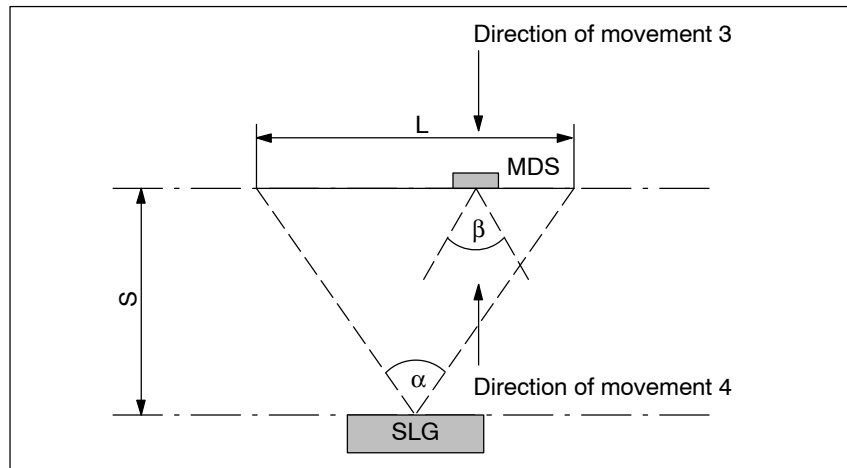 Direction of movement 3
L
MDS
β
S
α
Direction of movement 4
SLG